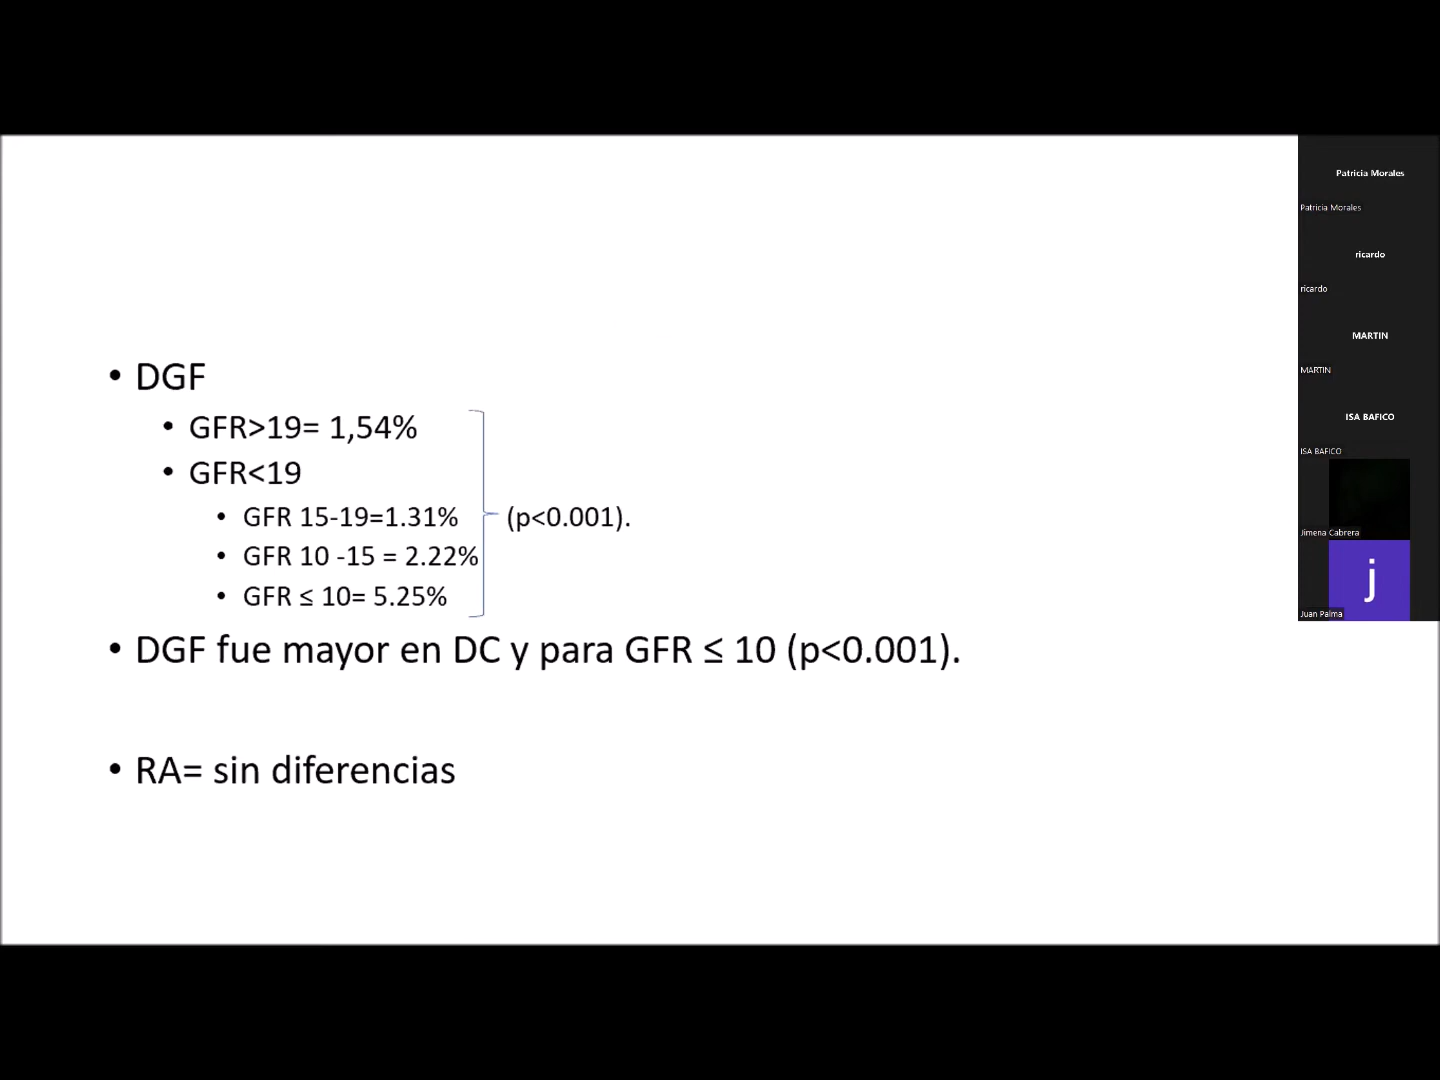 • DGF
• GFR>19= 1,54%
• GFR<19
• GFR 15-19=1.31%
(p<0.001).
• GFR 10 -15 = 2.22%
• GFR ≤ 10= 5.25%
• DGF fue mayor en DC y para GFR ≤ 10 (p<0.001).
• RA= sin diferencias
Patricia Morales
Patricia Morales
ricardo
ricardo
MARTIN
MARTIN
ISA BAFICO
ISA BAFICO
Jimena Cabrera
j
Juan Palma